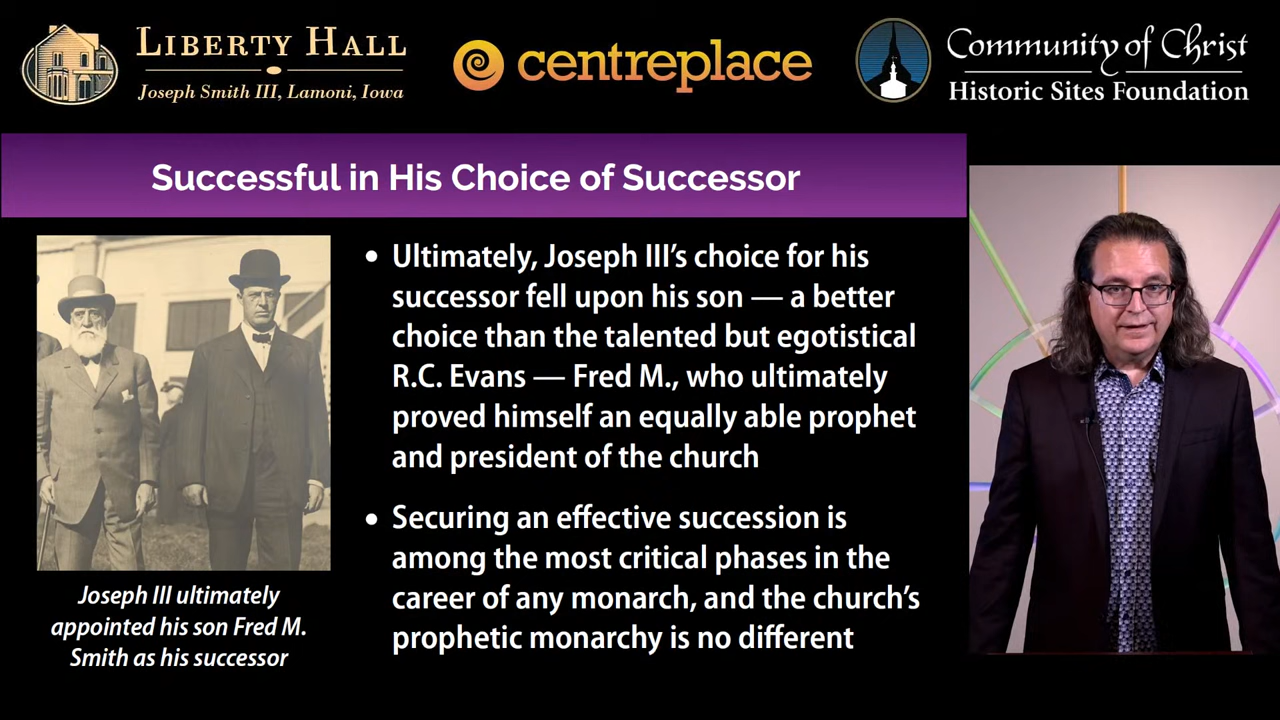 LIBERTY HALL
Joseph Smith III, Lamoni, Iowa
centreplace
Community of Christ
Historic Sites Foundation
Successful in His Choice of Successor
• Ultimately, Joseph III’s choice for his
successor fell upon his son — a better
choice than the talented but egotistical
R.C. Evans — Fred M., who ultimately
proved himself an equally able prophet
and president of the church
• Securing an effective succession is
among the most critical phases in the
career of any monarch, and the church’s
prophetic monarchy is no different
Joseph III ultimately
appointed his son Fred M.
Smith as his successor